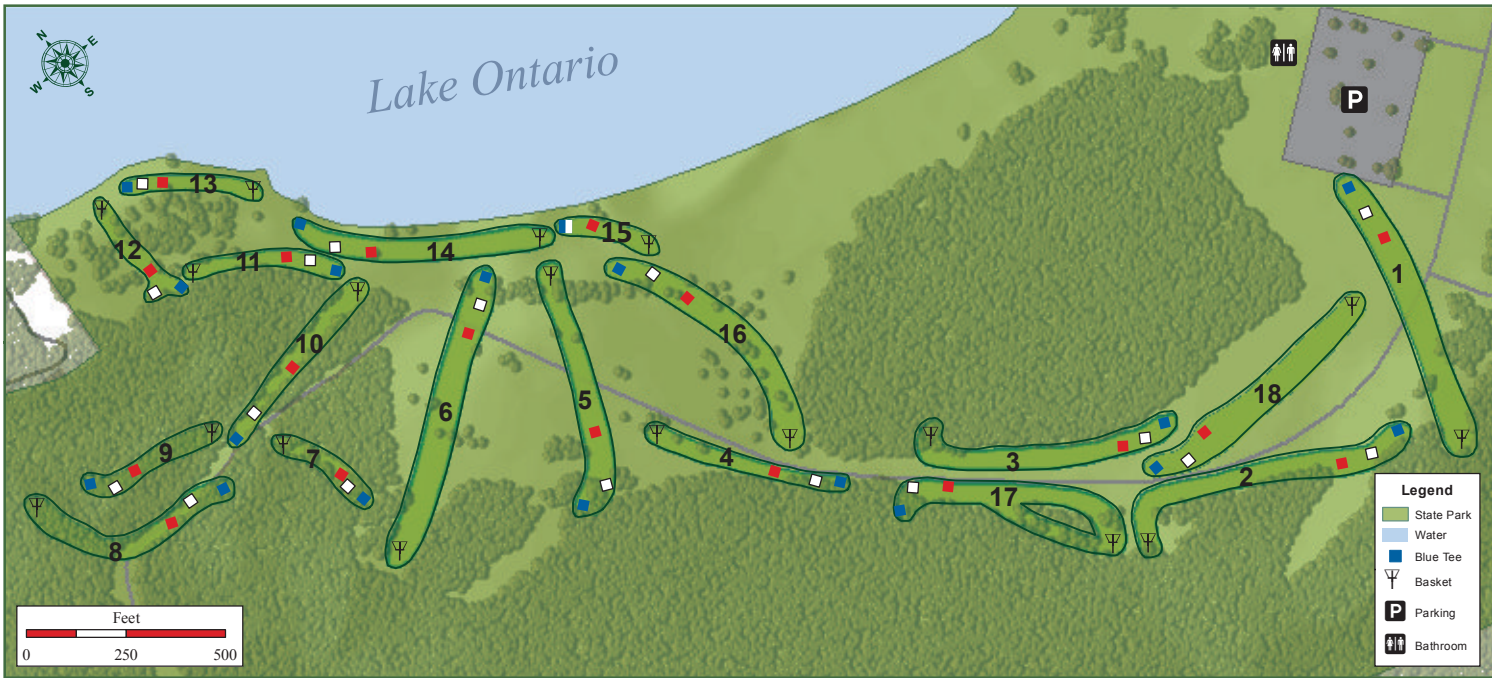 N
E
W
S
Lake Ontario
P
13
12
11
14
15
1
10
16
5
6
18
9
7
4
3
2
17
8
Legend
State Park
Water
Blue Tee
Basket
P
Parking
Bathroom
Feet
0 250 500